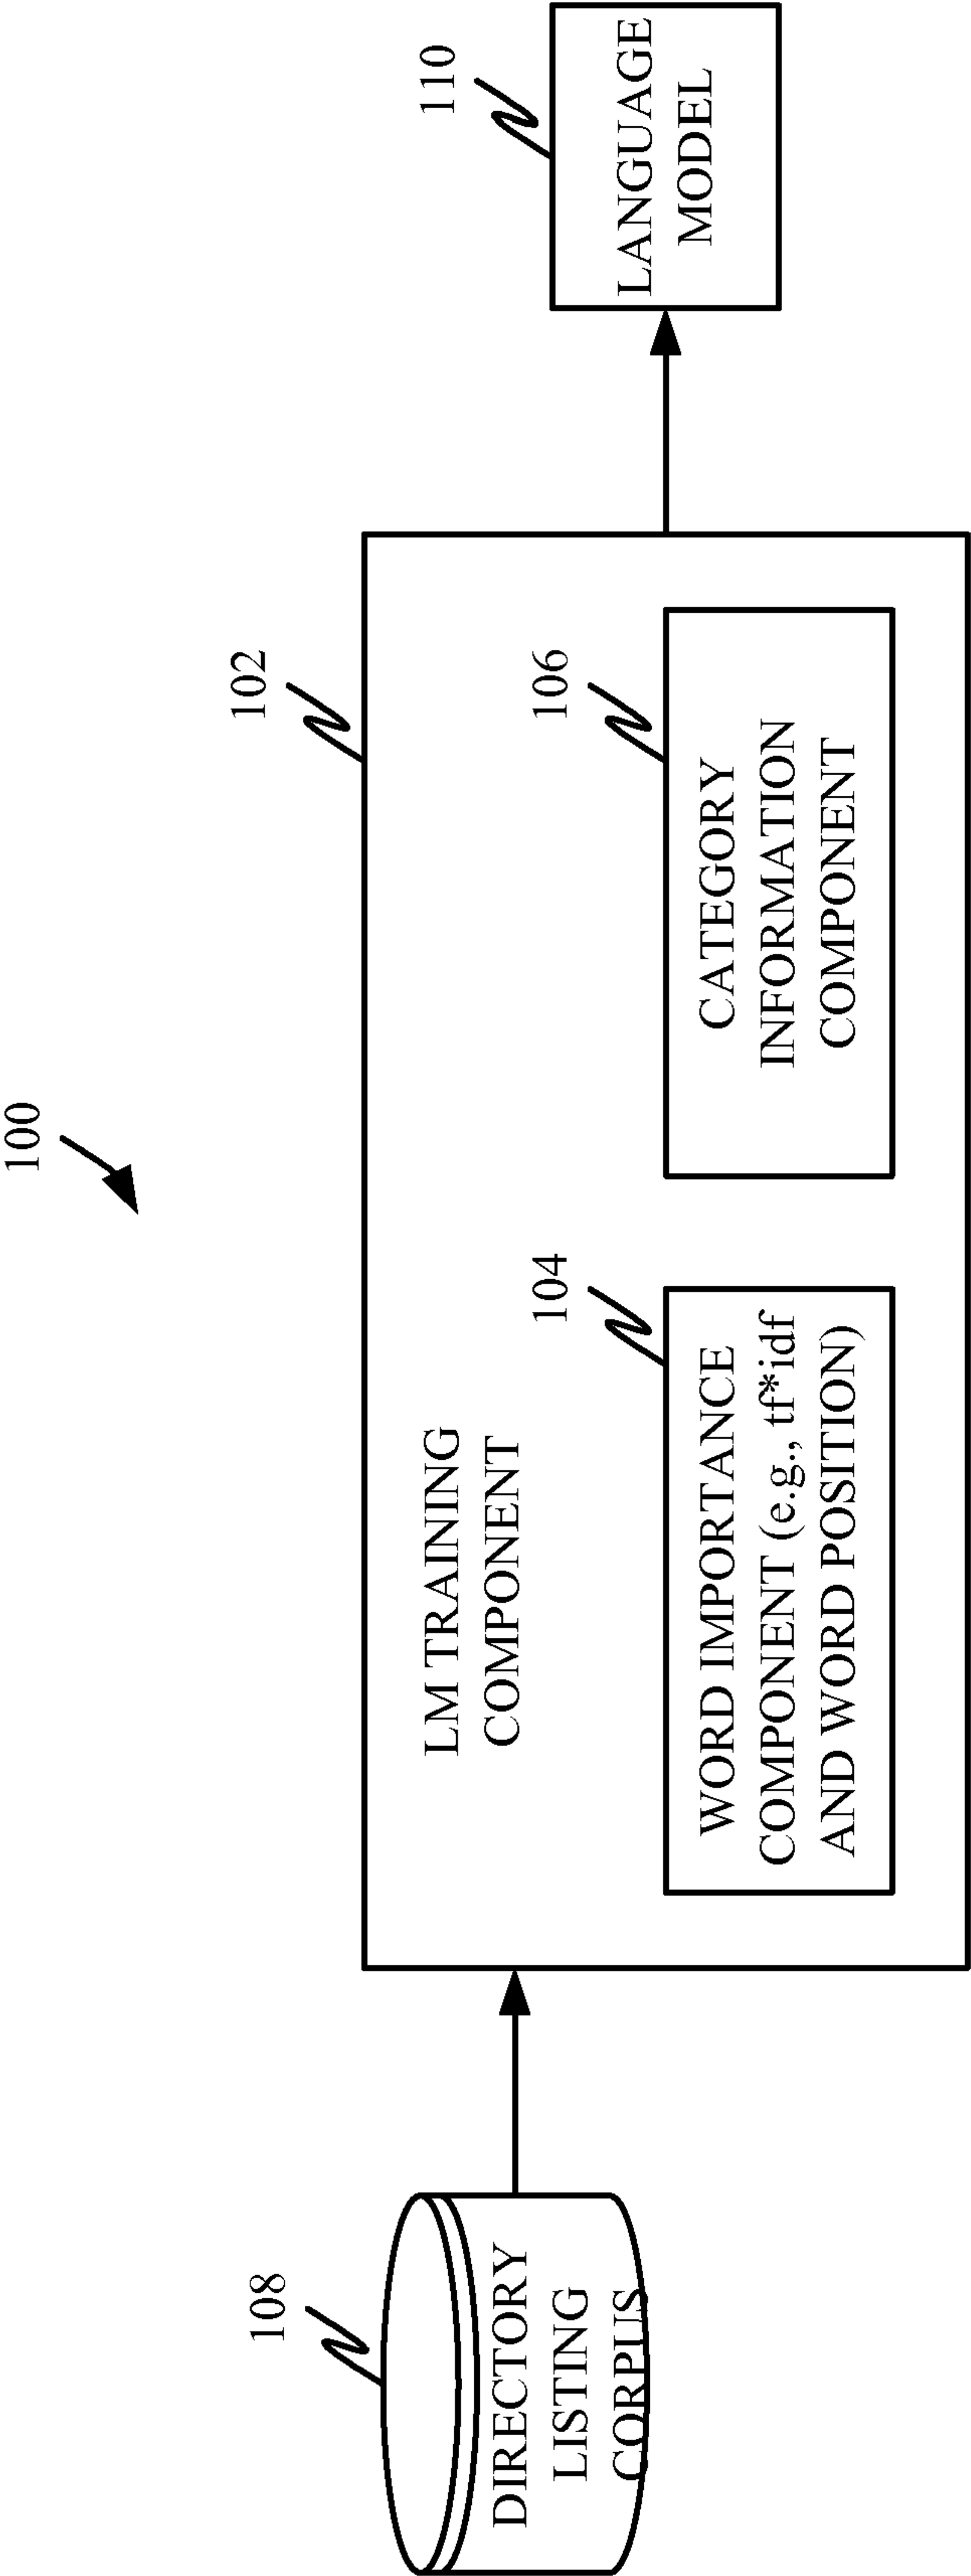 100
102
LM TRAINING
COMPONENT
108
DIRECTORY
LISTING
CORPUS
104
WORD IMPORTANCE
COMPONENT (e.g., tf*idf
AND WORD POSITION)
106
CATEGORY
INFORMATION
COMPONENT
110
LANGUAGE
MODEL